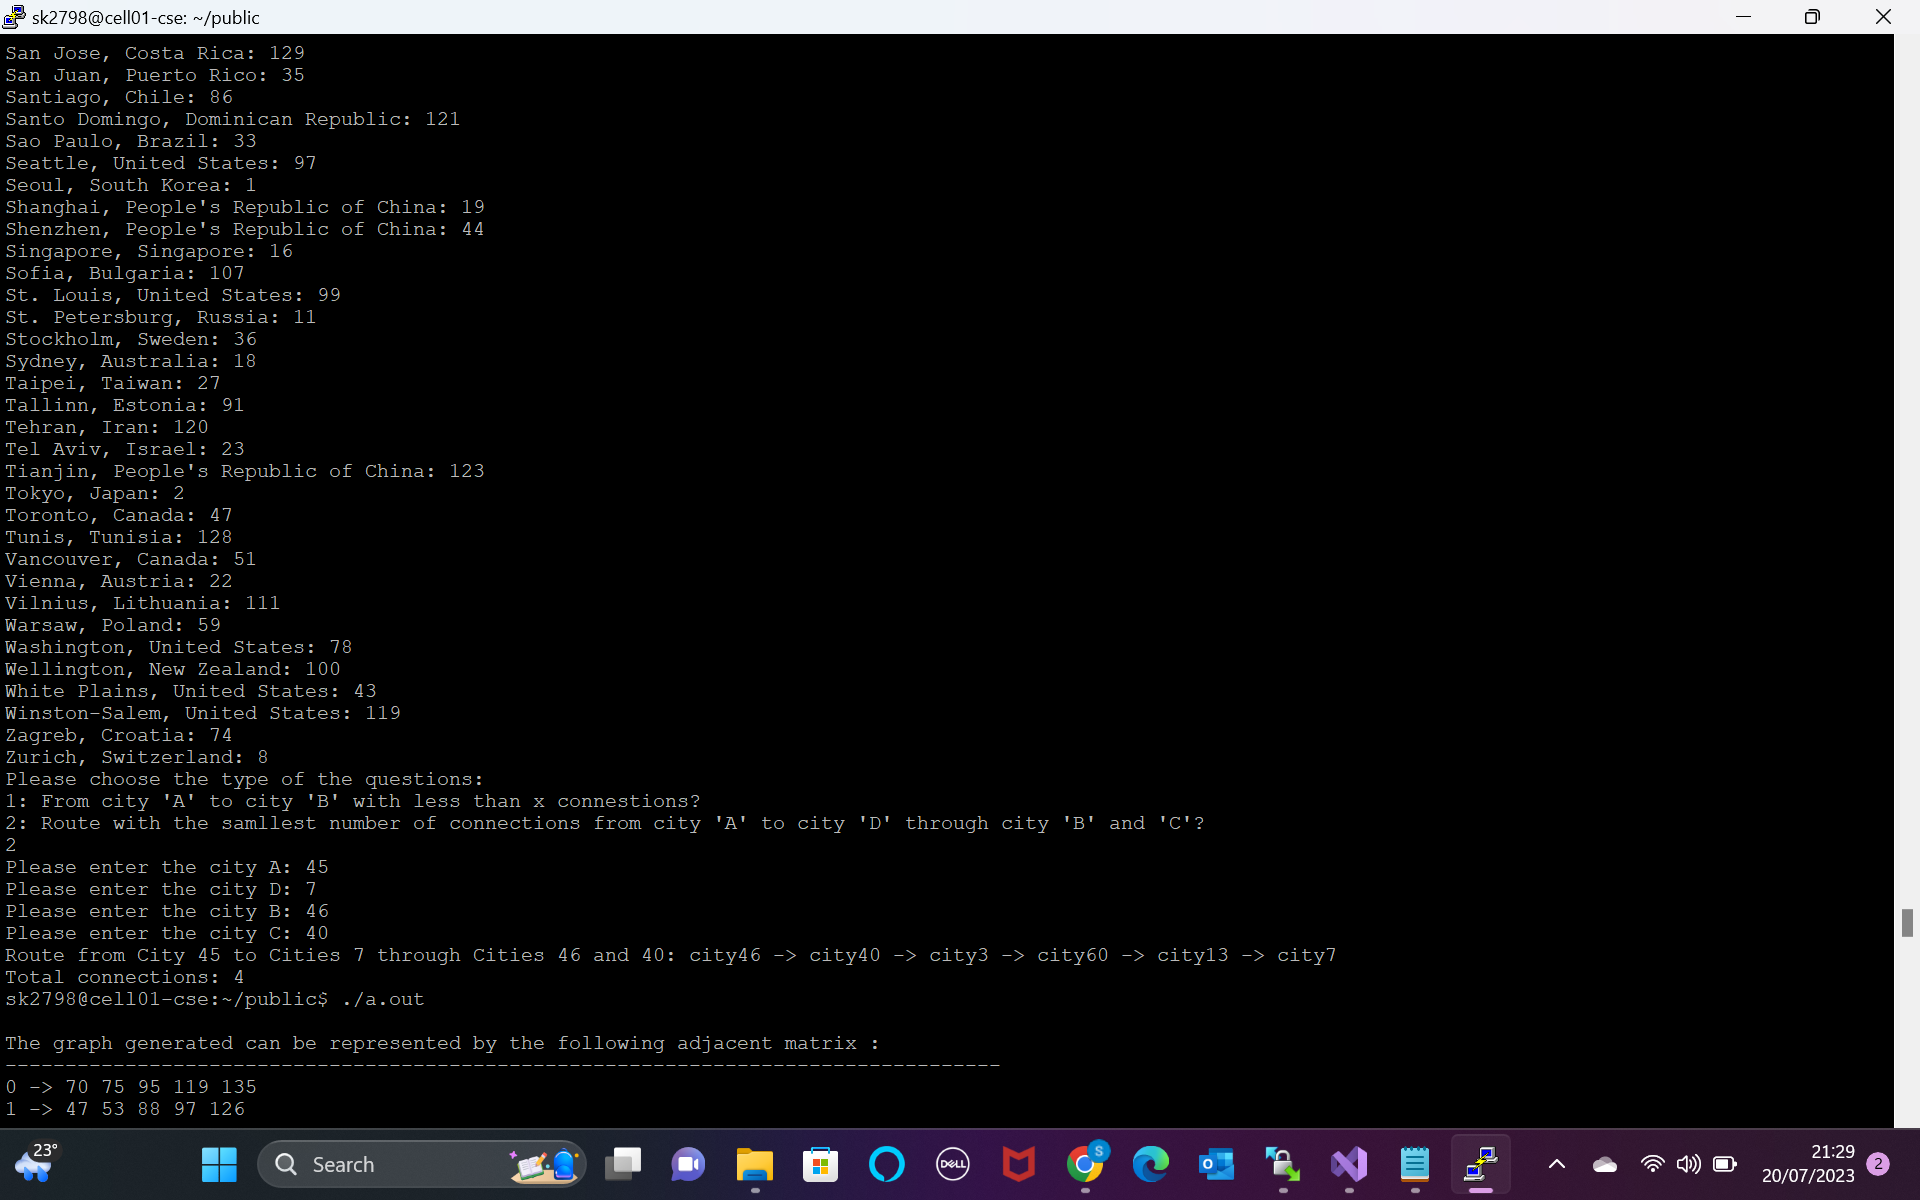 sk2798@cell01-cse: ~/public
San Jose, Costa Rica: 129
San Juan, Puerto Rico: 35
Santiago, Chile: 86
Santo Domingo, Dominican Republic: 121
Sao Paulo, Brazil: 33
Seattle, United States: 97
Seoul, South Korea: 1
Shanghai, People's Republic of China: 19
Shenzhen, People's Republic of China: 44
Singapore, Singapore: 16
Sofia, Bulgaria: 107
St. Louis, United States: 99
St. Petersburg, Russia: 11
Stockholm, Sweden: 36
Sydney, Australia: 18
Taipei, Taiwan: 27
Tallinn, Estonia: 91
Tehran, Iran: 120
Tel Aviv, Israel: 23
Tianjin, People's Republic of China: 123
Tokyo, Japan: 2
Toronto, Canada: 47
Tunis, Tunisia: 128
Vancouver, Canada: 51
Vienna, Austria: 22
Vilnius, Lithuania: 111
Warsaw, Poland: 59
Washington, United States: 78
Wellington, New Zealand: 100
White Plains, United States: 43
Winston-Salem, United States: 119
Zagreb, Croatia: 74
Zurich, Switzerland: 8
Please choose the type of the questions:
1: From city 'A' to city 'B' with less than x connestions?
2: Route with the samllest number of connections from city 'A' to city 'D' through city 'B' and 'C'?
2
Please enter the city A: 45
Please enter the city D: 7
Please enter the city B: 46
Please enter the city C: 40
Route from City 45 to Cities 7 through Cities 46 and 40: city46 -> city40 -> city3 -> city60 -> city13 -> city7
Total connections: 4
sk2798@cell01-cse:~/public$ ./a.out
The graph generated can be represented by the following adjacent matrix :
-----------------------------------------------------------------------------------
0 -> 70 75 95 119 135
1 -> 47 53 88 97 126
23°
Search
DELL
S
21:29
20/07/2023
2